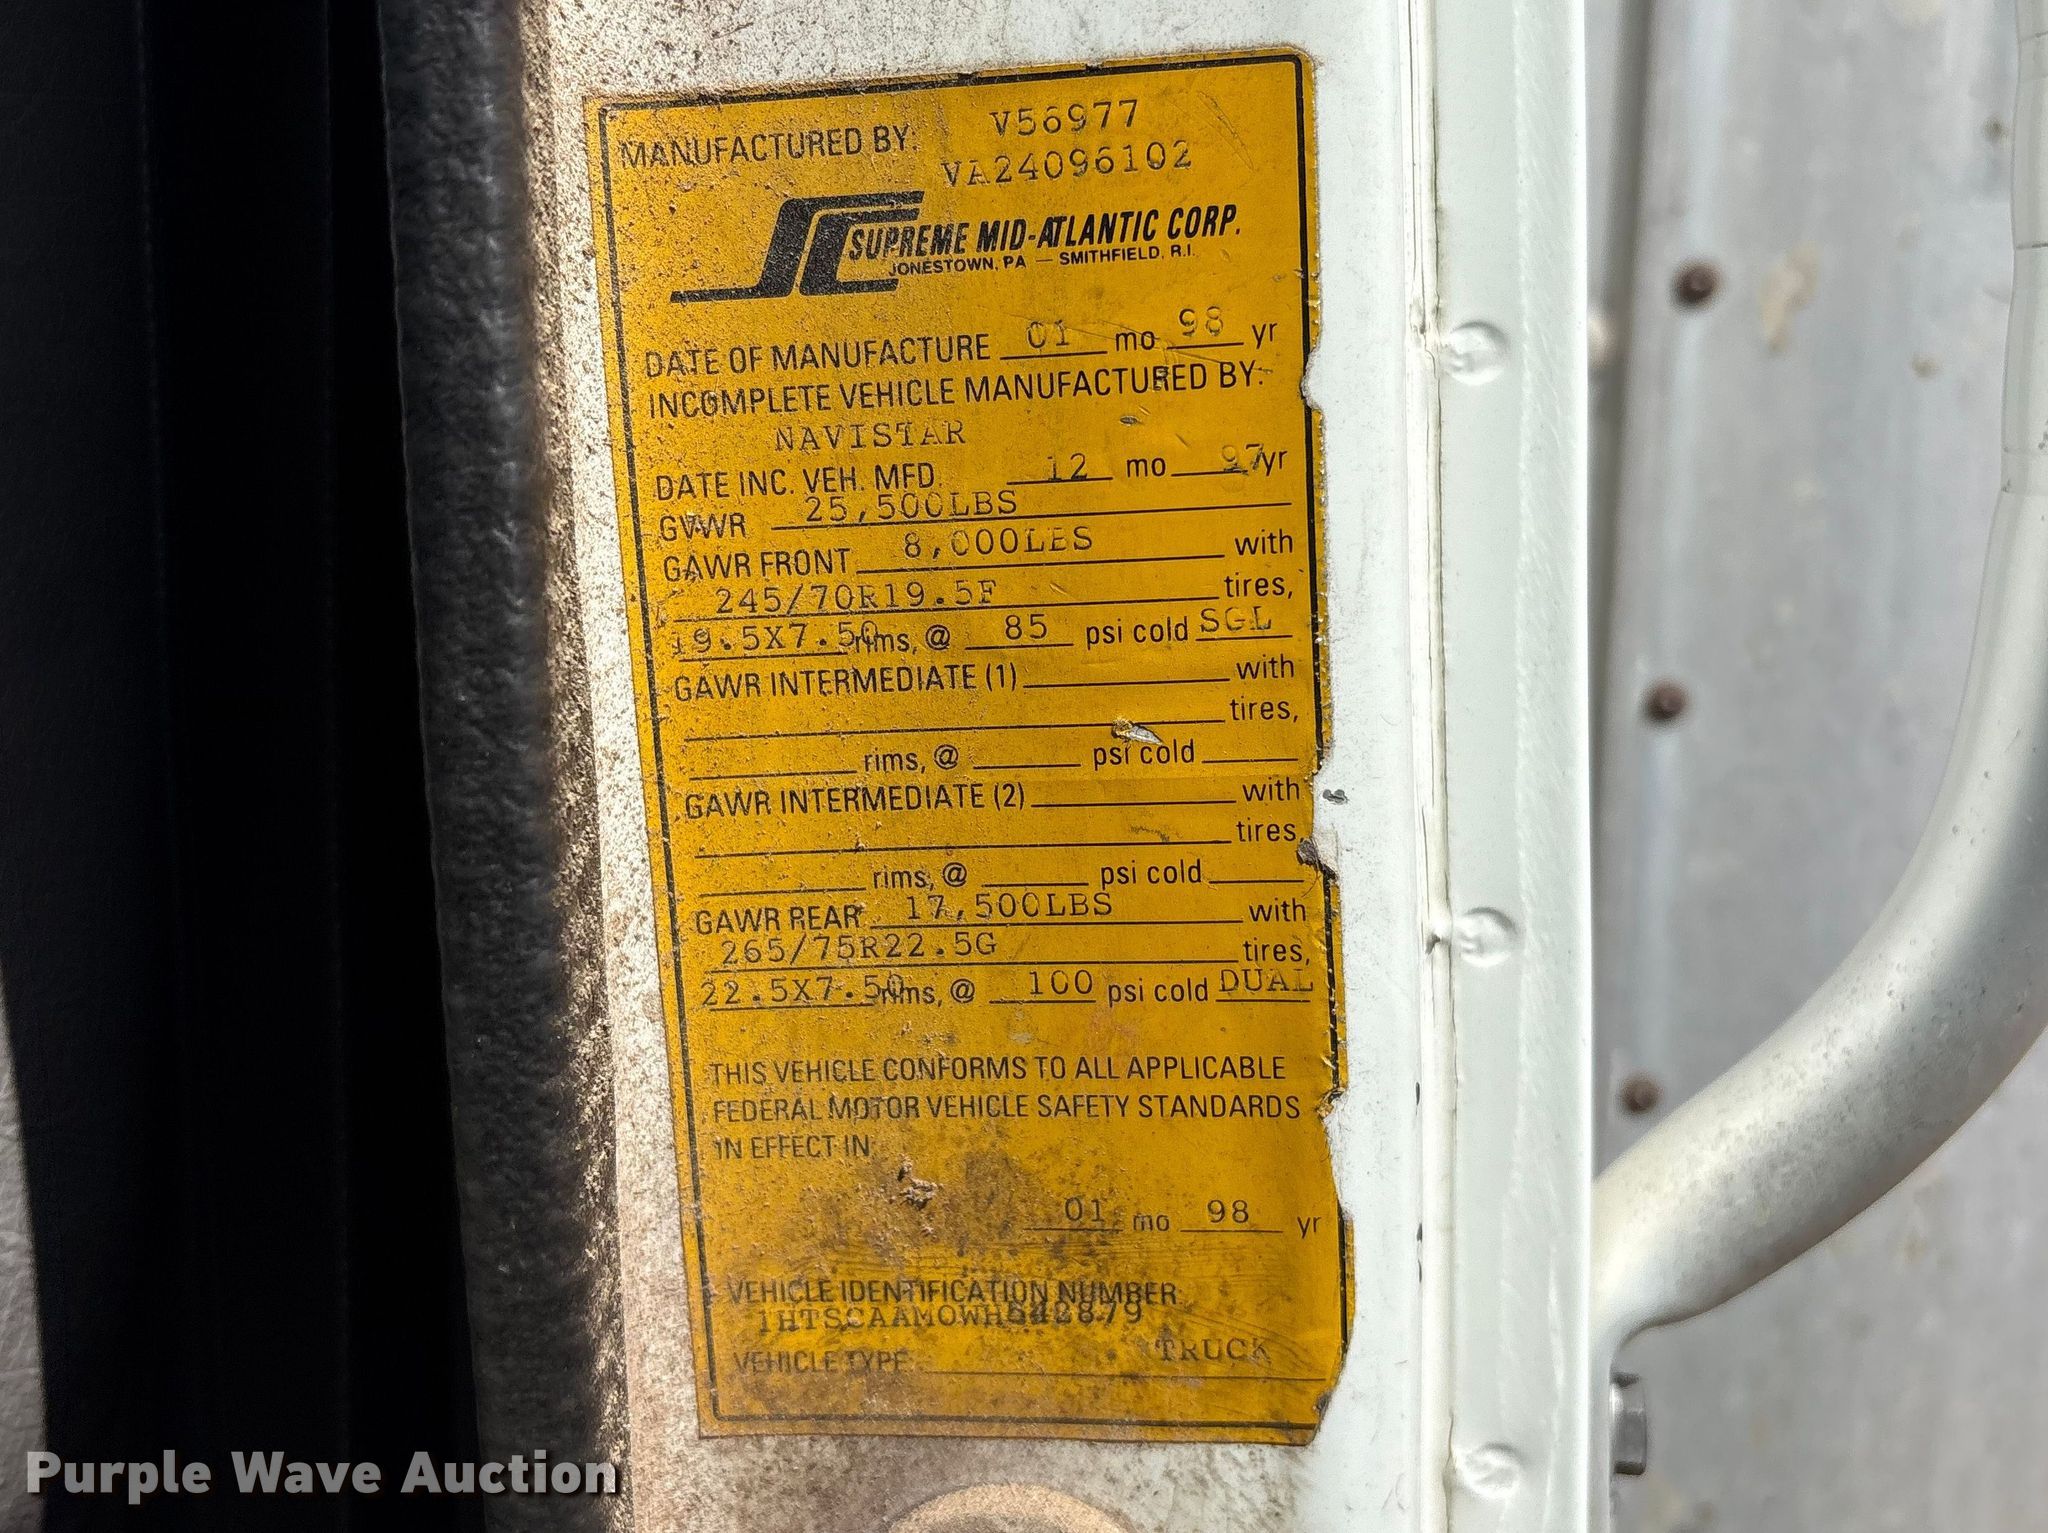 MANUFACTURED BY: V56977
VA24096102
SUPREME MID-ATLANTIC CORP.
JONESTOWN, PA — SMITHFIELD, R.I.
DATE OF MANUFACTURE 01 mo 98 yr
INCOMPLETE VEHICLE MANUFACTURED BY:
NAVISTAR
DATE INC. VEH. MFD. 12 mo 97 yr
GVWR 25,500LBS
GAWR FRONT 8,000LBS with
245/70R19.5F tires,
19.5X7.50 rims, @ 85 psi cold SGL
GAWR INTERMEDIATE (1) with
tires,
rims, @ psi cold
GAWR INTERMEDIATE (2) with
tires,
rims, @ psi cold
GAWR REAR 17,500LBS with
265/75R22.5G tires,
22.5X7.50 rims, @ 100 psi cold DUAL
THIS VEHICLE CONFORMS TO ALL APPLICABLE
FEDERAL MOTOR VEHICLE SAFETY STANDARDS
IN EFFECT IN
01 mo 98 yr
VEHICLE IDENTIFICATION NUMBER
1HTSCAAM0WH542879
VEHICLE TYPE TRUCK
Purple Wave Auction